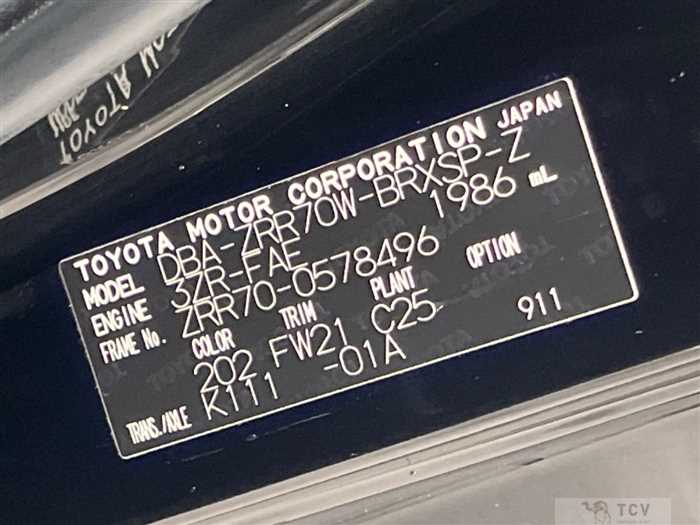 TOYOTA MOTOR CORPORATION JAPAN
MODEL DBA-ZRR70W-BRXSP-Z
ENGINE 3ZR-FAE 1986 mL
FRAME No. ZRR70-0578496
COLOR TRIM PLANT OPTION
202 FW21 C25
TRANS./AXLE K111 -01A 911
TCV